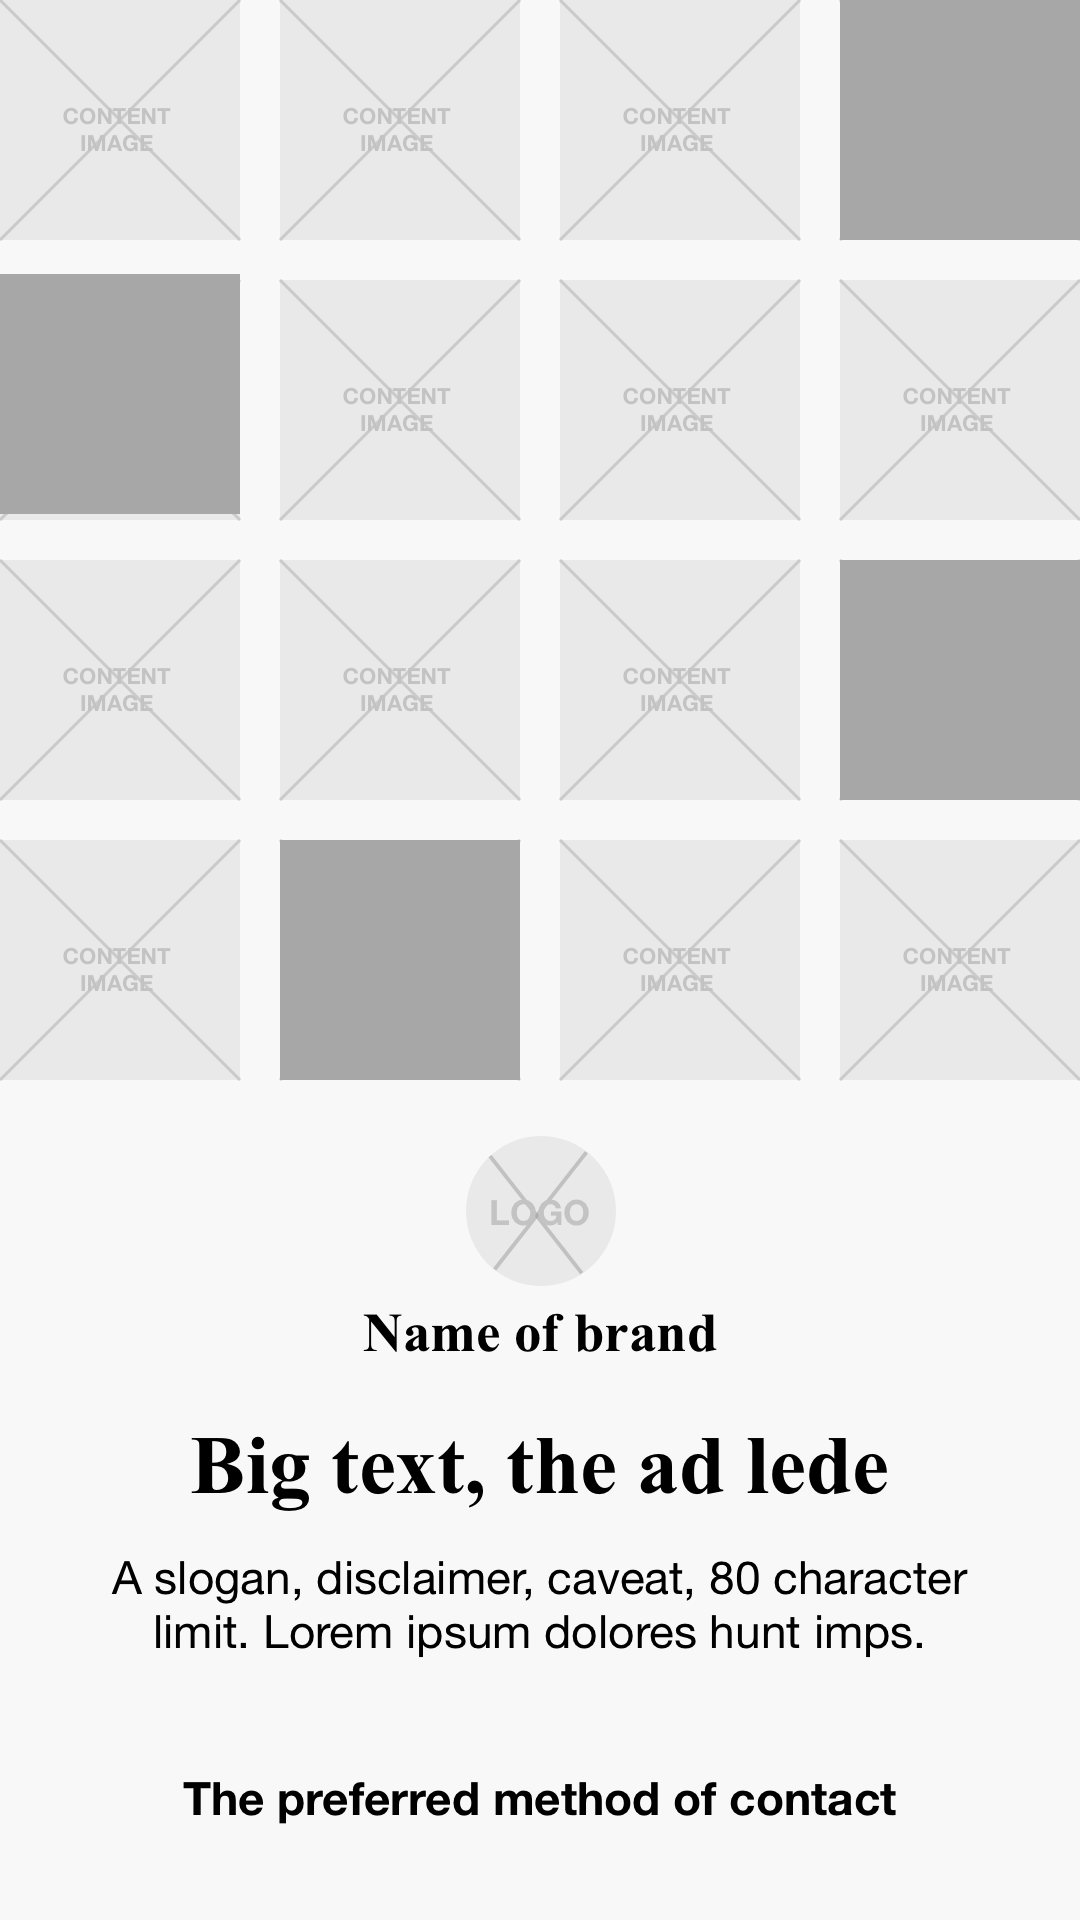 CONTENT CONTENT CONTENT
IMAGE IMAGE IMAGE
CONTENT CONTENT CONTENT
IMAGE IMAGE IMAGE
CONTENT CONTENT CONTENT
IMAGE IMAGE IMAGE
CONTENT CONTENT CONTENT
IMAGE IMAGE IMAGE
LOGO
Name of brand
Big text, the ad lede
A slogan, disclaimer, caveat, 80 character
limit. Lorem ipsum dolores hunt imps.
The preferred method of contact